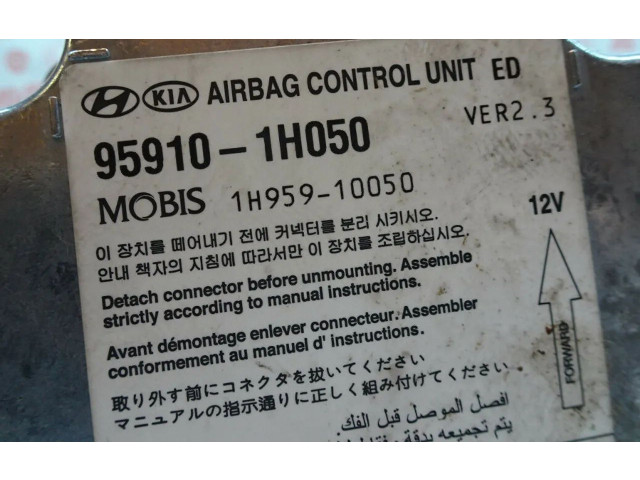 KIA AIRBAG CONTROL UNIT ED
95910-1H050 VER2.3
MOBIS 1H959-10050
12V
이 장치를 떼어내기 전에 커넥터를 분리 시키시오.
안내 책자의 지침에 따라서만 이 장치를 조립하십시오.
Detach connector before unmounting. Assemble
strictly according to manual instructions.
Avant démontage enlever connecteur. Assembler
conformement au manuel d' instructions.
FORWARD
取り外す前にコネクタを抜いてください
マニュアルの指示通りに正しく組み付けてください
افصل الموصل قبل الفك.
يتم تجميعه بدقة